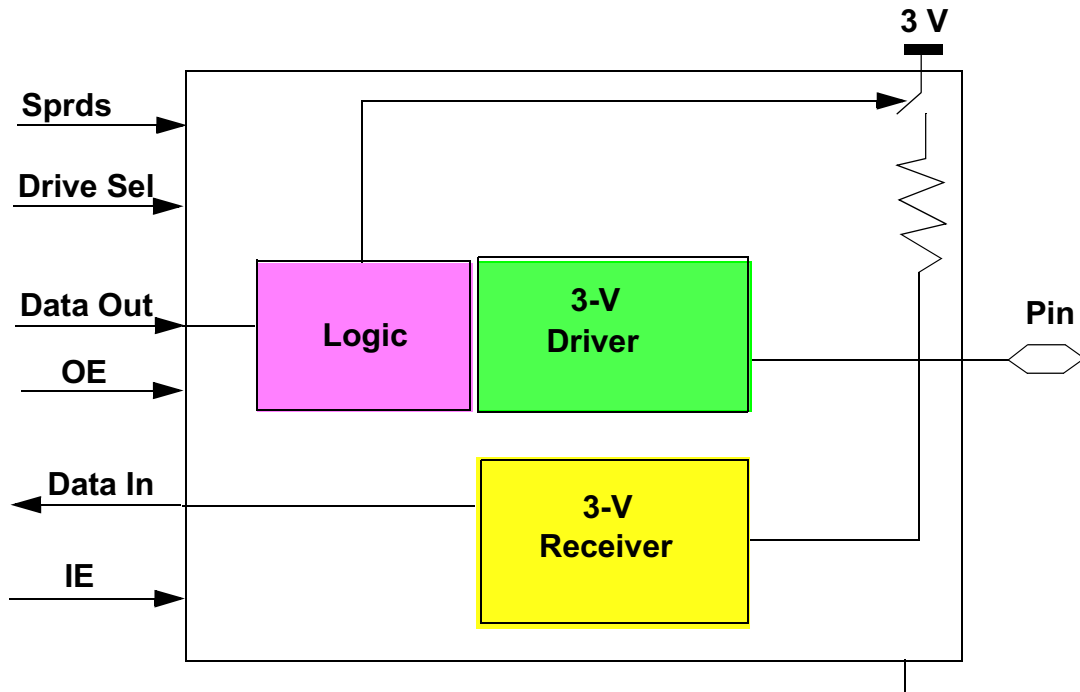 3 V
Sprds
Drive Sel
Data Out
OE
Data In
IE
Logic
3-V
Driver
3-V
Receiver
Pin